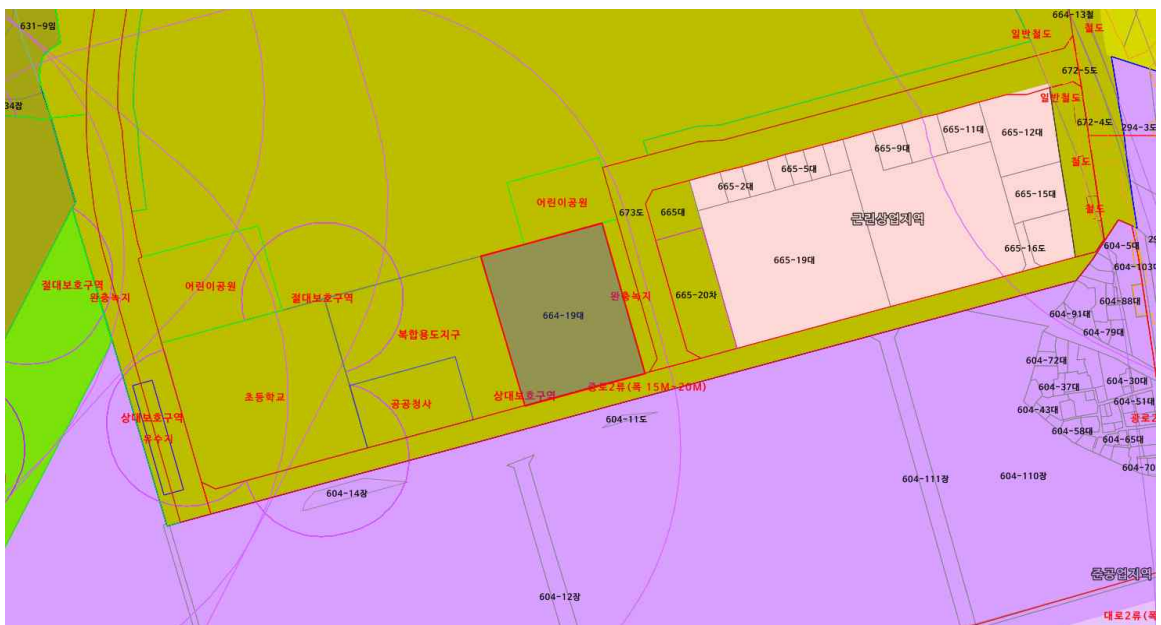 664-13철
631-9임
철도
일반철도
672-5도
34장
일반철도
672-4도
294-3도
665-11대
665-12대
665-9대
665-5대
665-2대
철도
665-15대
어린이공원
673도
665대
근린상업지역
철도
665-16도
604-5대
665-19대
604-103대
절대보호구역
어린이공원
완충녹지
절대보호구역
완충녹지
665-20차
604-88대
664-19대
604-91대
복합용도지구
604-79대
604-72대
604-30대
중로2류(폭 15M~20M)
604-37대
초등학교
공공청사
상대보호구역
604-51대
604-43대
상대보호구역
604-11도
604-58대
유수지
604-65대
604-70
604-111장
604-110장
604-14장
준공업지역
604-12장
대로2류(폭